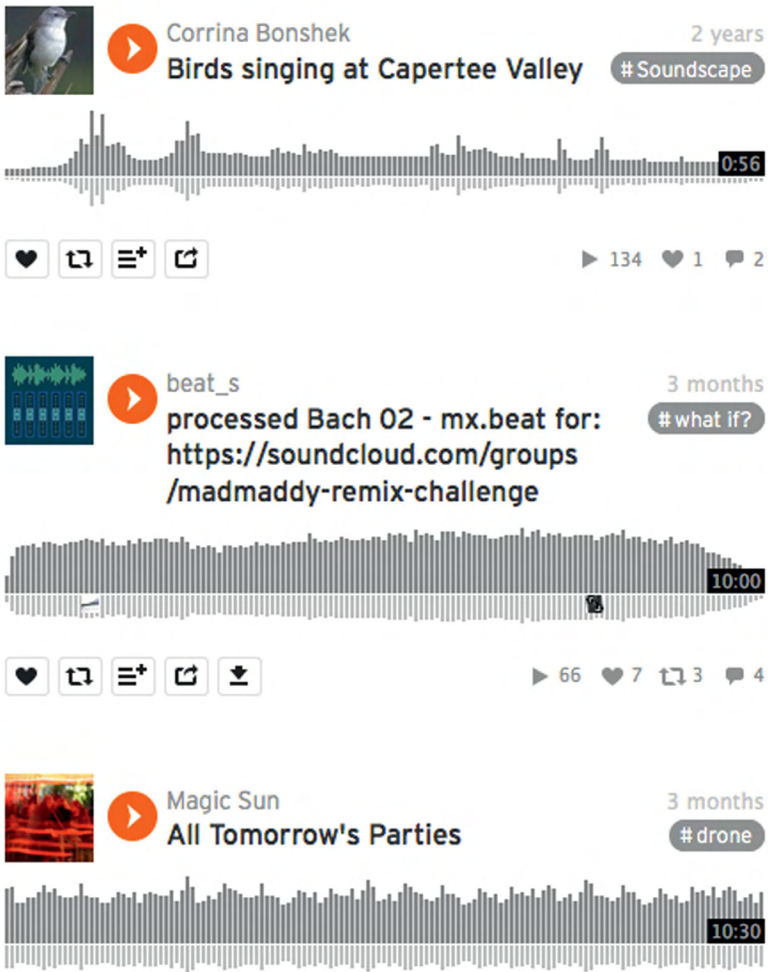 Corrina Bonshek
2 years
Birds singing at Capertee Valley
# Soundscape
0:56
134 1 2
beat_s
3 months
processed Bach 02 - mx.beat for:
# what if?
https://soundcloud.com/groups
/madmaddy-remix-challenge
10:00
66 7 3 4
Magic Sun
3 months
All Tomorrow's Parties
# drone
10:30